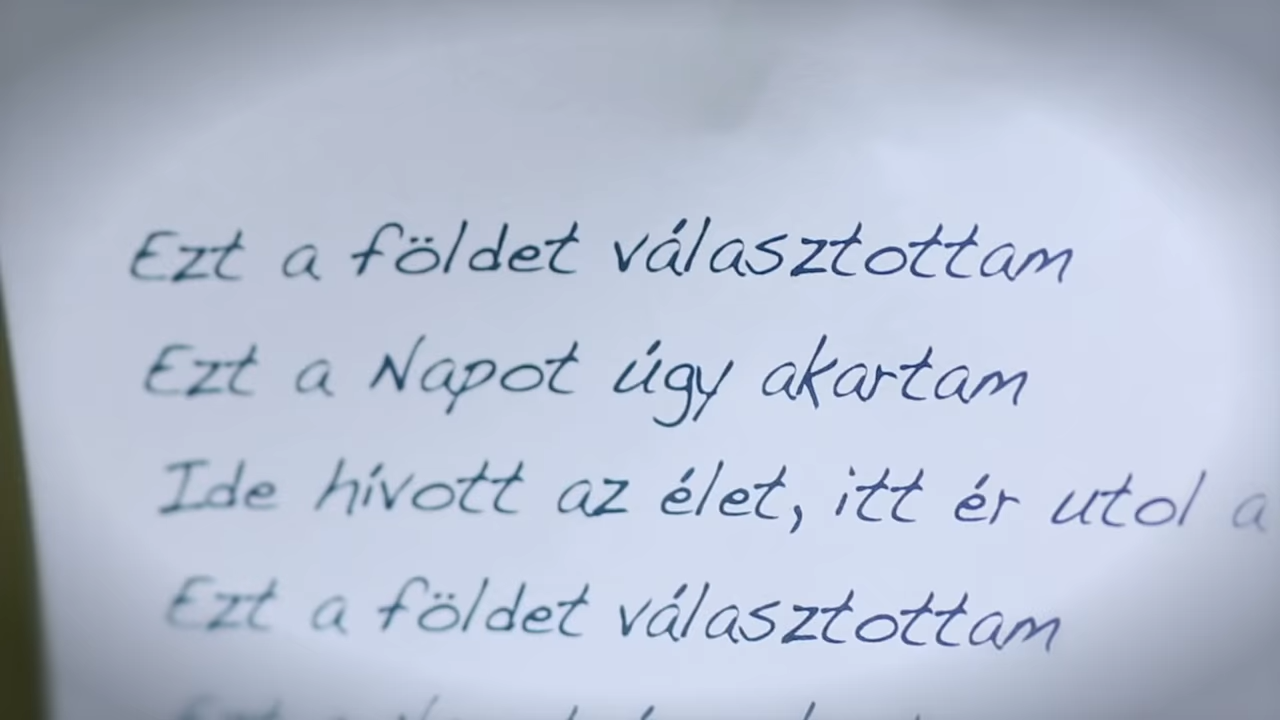 Ezt a földet választottam
Ezt a Napot úgy akartam
Ide hívott az élet, itt ér utol a
Ezt a földet választottam